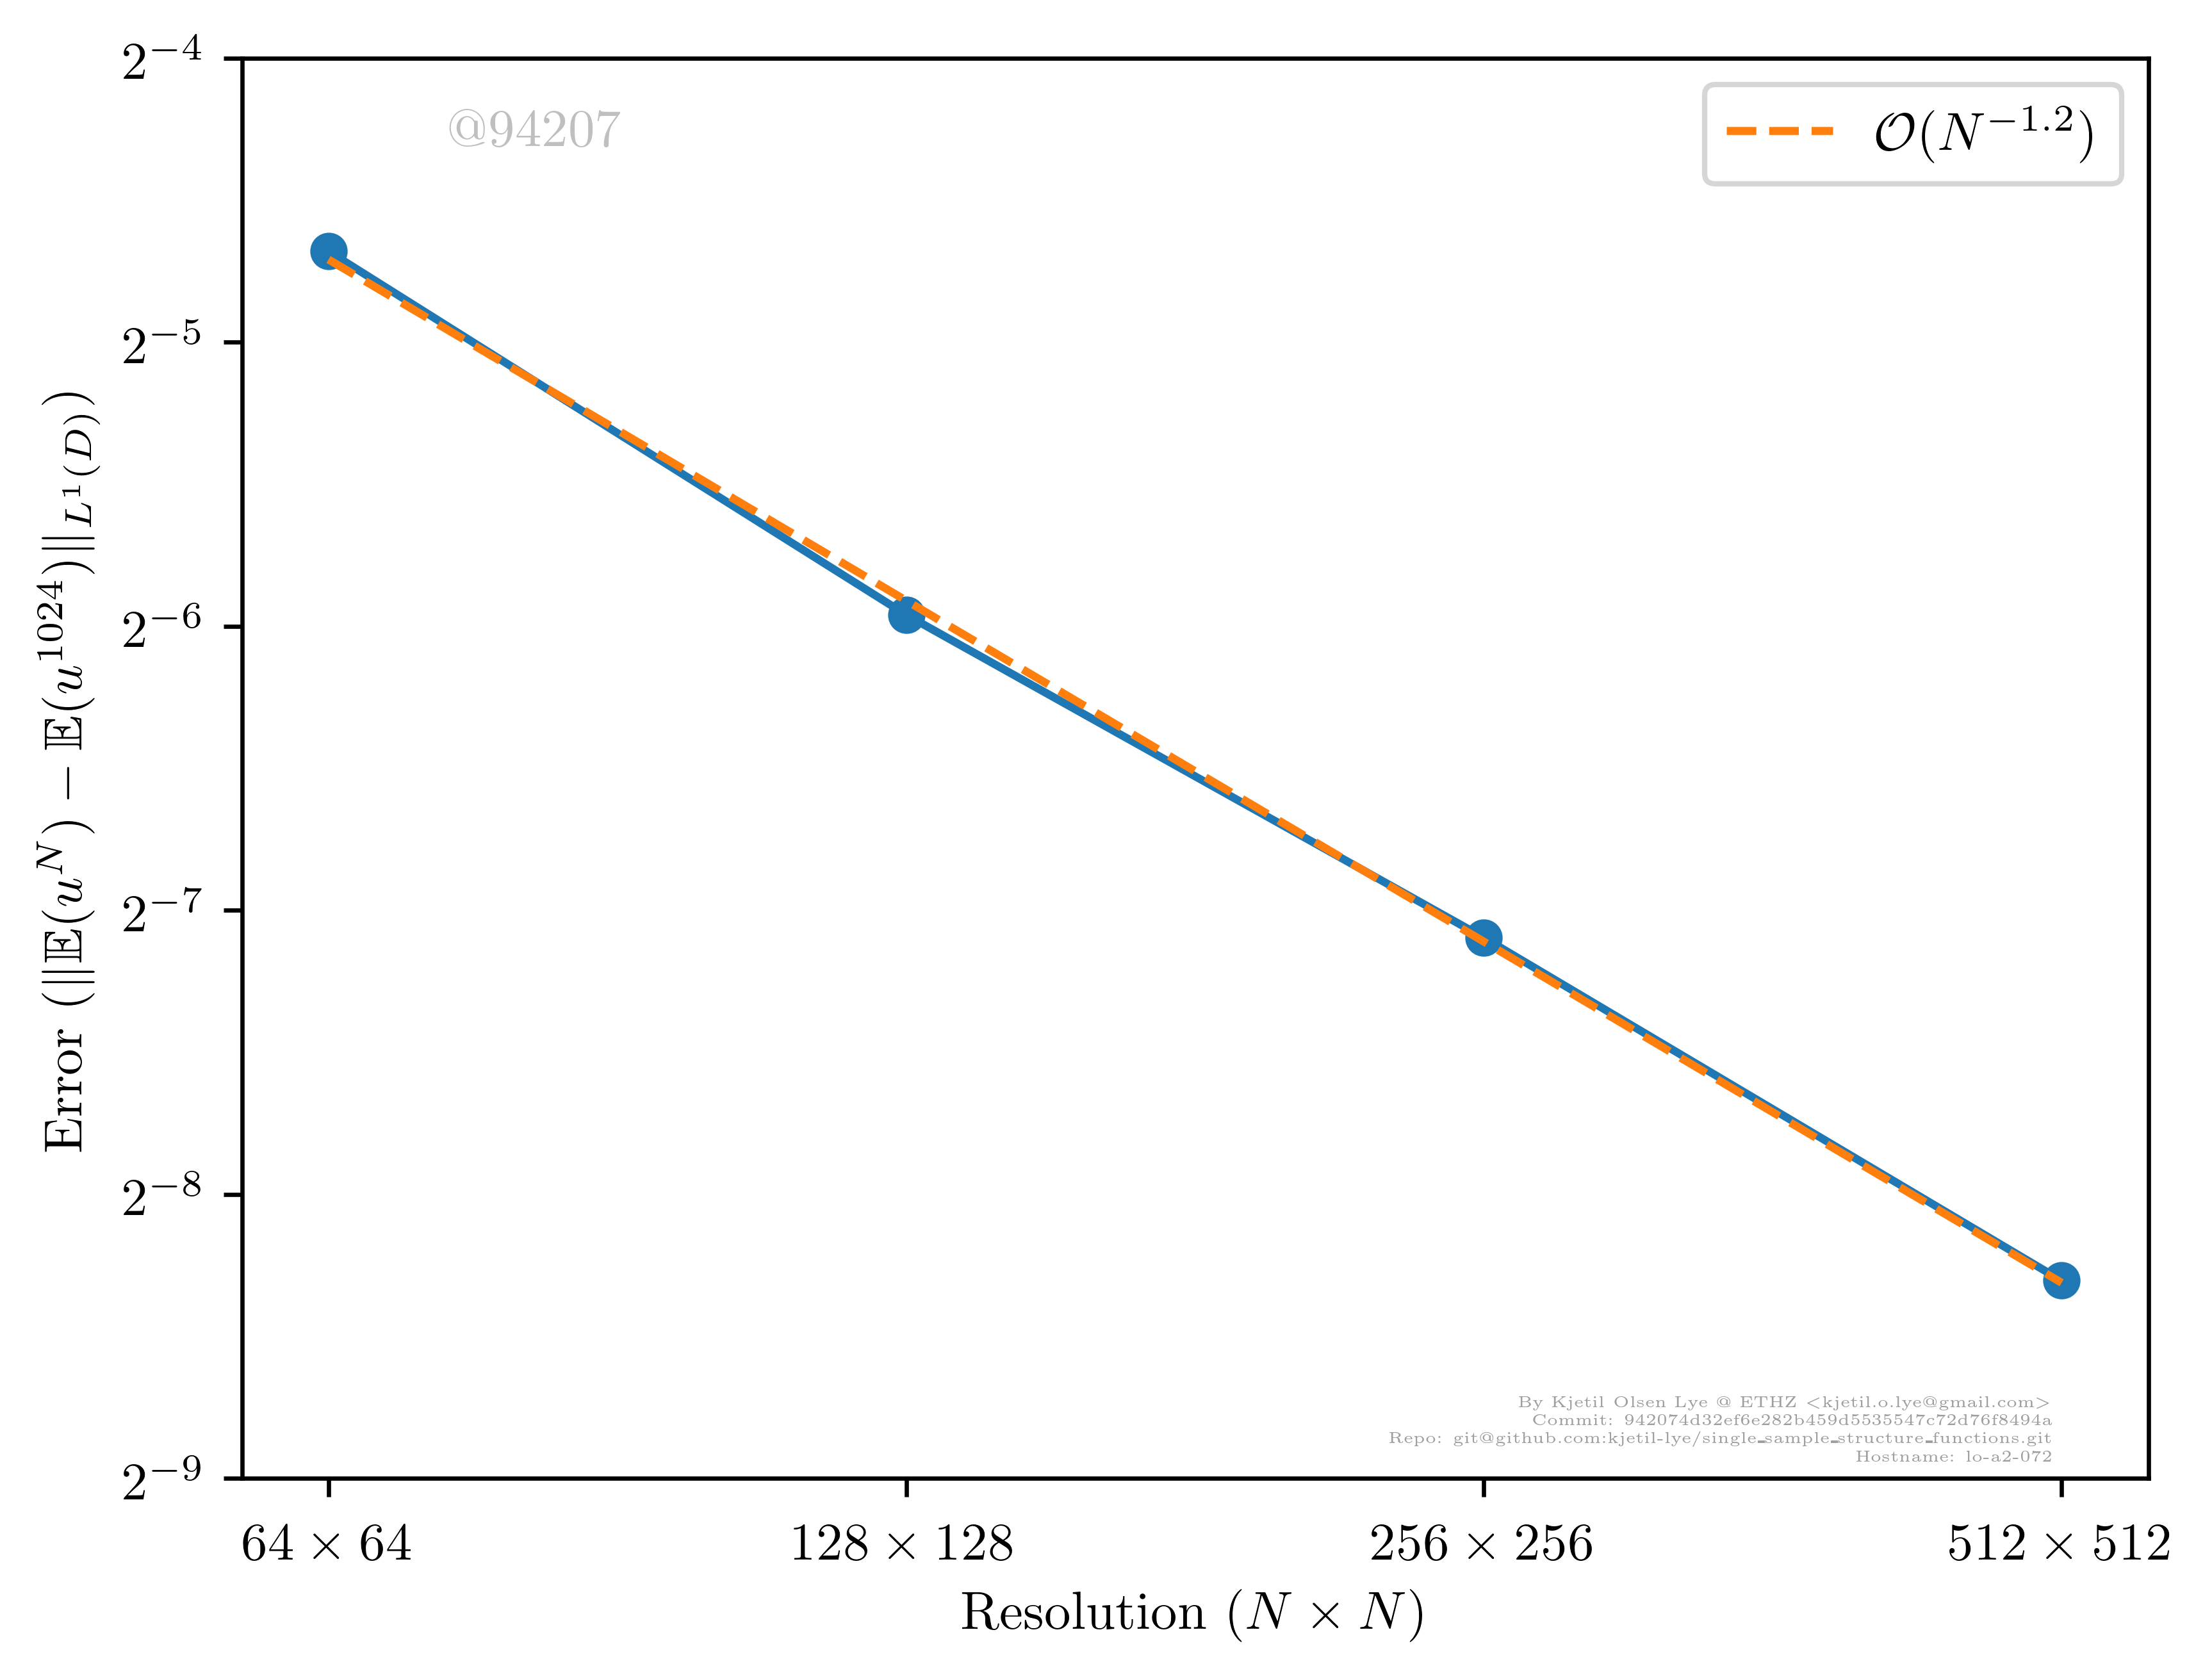 2⁻⁴
@94207
𝒪(N⁻¹·²)
2⁻⁵
2⁻⁶
2⁻⁷
2⁻⁸
2⁻⁹
Error (||𝔼(u^N) − 𝔼(u^1024)||_L¹(D))
By Kjetil Olsen Lye @ ETHZ <kjetil.o.lye@gmail.com>
Commit: 942074d32ef6e282b459d5535547c72d76f8494a
Repo: git@github.com:kjetil-lye/single_sample_structure_functions.git
Hostname: lo-a2-072
64 × 64 128 × 128 256 × 256 512 × 512
Resolution (N × N)